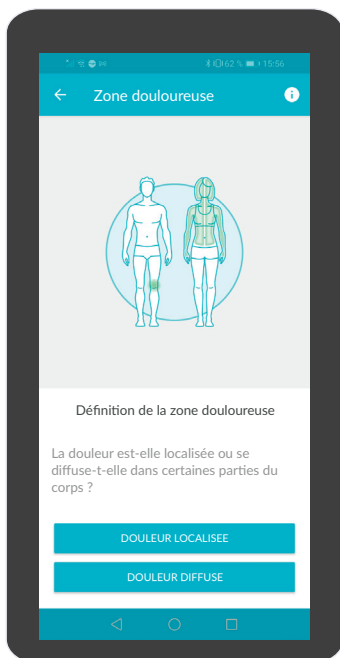 62 % 15:56
Zone douloureuse
Définition de la zone douloureuse
La douleur est-elle localisée ou se
diffuse-t-elle dans certaines parties du
corps ?
DOULEUR LOCALISEE
DOULEUR DIFFUSE